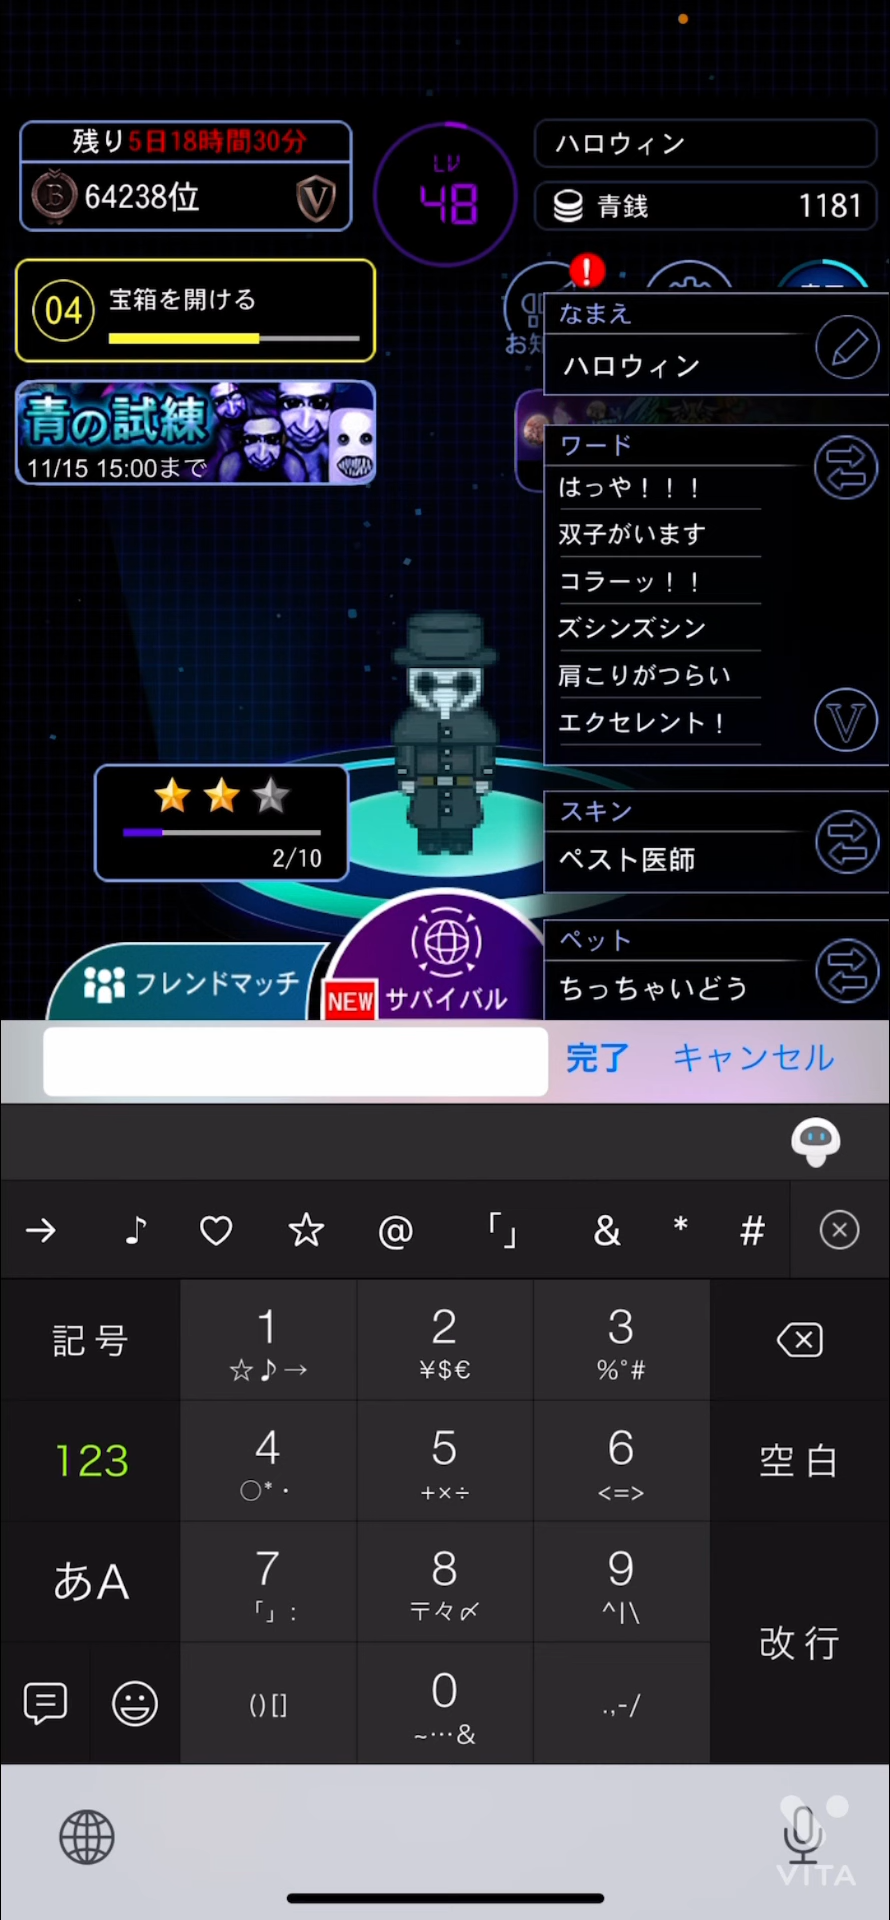 残り5日18時間30分
B 64238位 V
LV
48
ハロウィン
青銭 1181
04 宝箱を開ける
!
青の試練
11/15 15:00まで
なまえ
ハロウィン
ワード
はっや！！！
双子がいます
コラーッ！！
ズシンズシン
肩こりがつらい
エクセレント！
V
スキン
ペスト医師
ペット
ちっちゃいどう
2/10
フレンドマッチ
NEW サバイバル
完了 キャンセル
→ ♪ ♡ ☆ @ 「」 & * #
記号 1 2 3
☆♪→ ¥$€ %°#
123 4 5 6 空白
○*・ +×÷ <=>
あA 7 8 9
「」: 〒々〆 ^|\
改行
()[] 0 .,-/
~…&
VITA